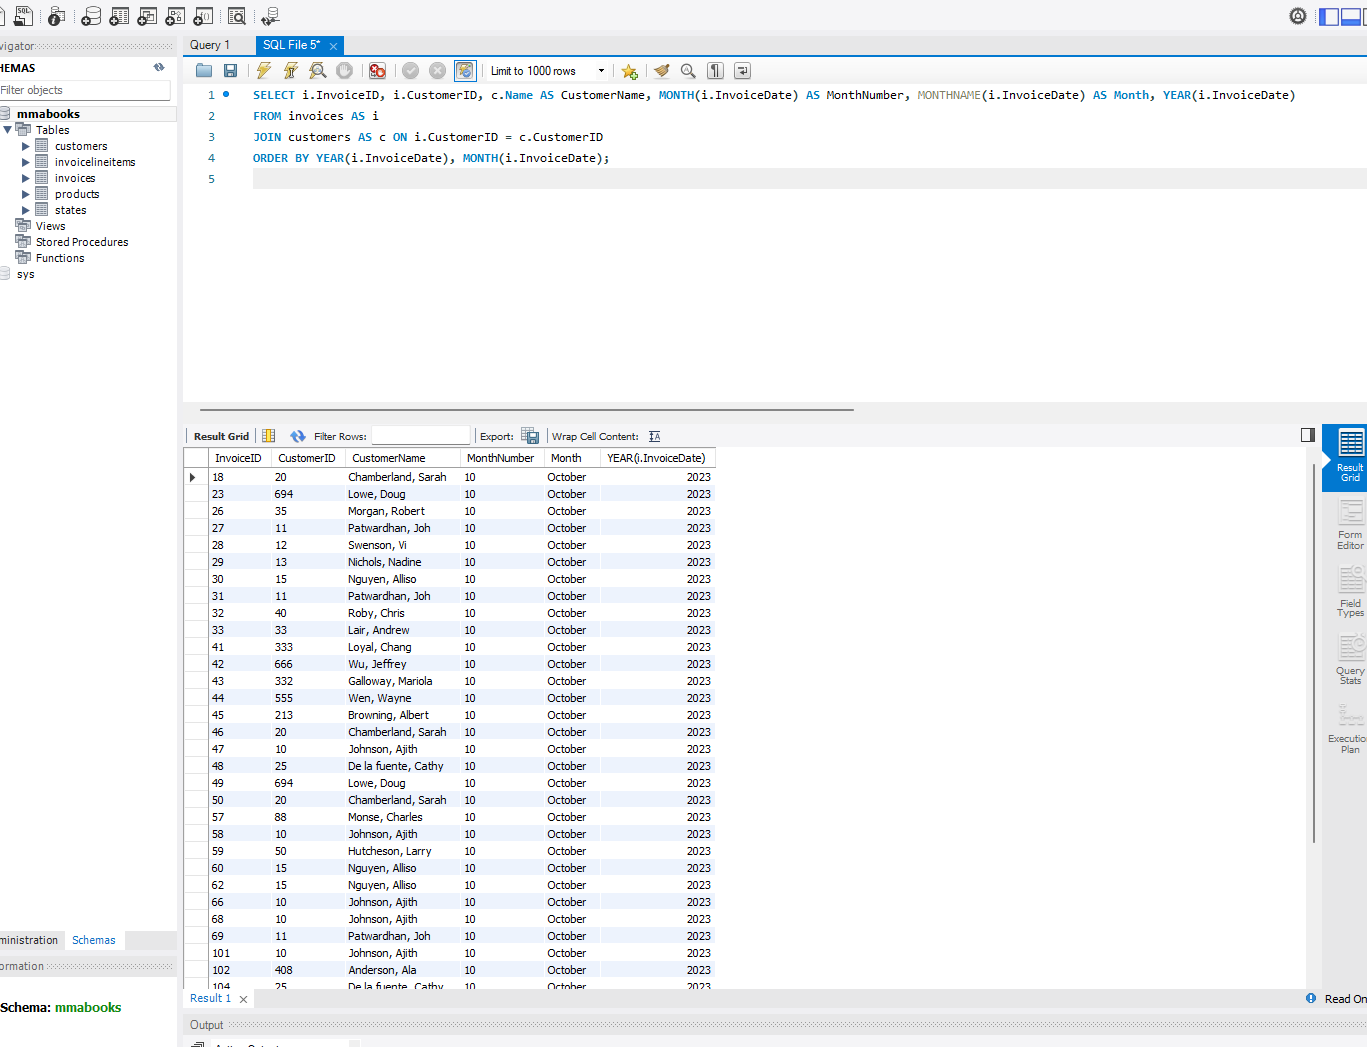 SQL
Navigator
Query 1
SQL File 5*
SCHEMAS
Limit to 1000 rows
Filter objects
mmabooks
Tables
customers
invoicelineitems
invoices
products
states
Views
Stored Procedures
Functions
sys
1 SELECT i.InvoiceID, i.CustomerID, c.Name AS CustomerName, MONTH(i.InvoiceDate) AS MonthNumber, MONTHNAME(i.InvoiceDate) AS Month, YEAR(i.InvoiceDate)
2 FROM invoices AS i
3 JOIN customers AS c ON i.CustomerID = c.CustomerID
4 ORDER BY YEAR(i.InvoiceDate), MONTH(i.InvoiceDate);
5
Result Grid Filter Rows: Export: Wrap Cell Content:
InvoiceID CustomerID CustomerName MonthNumber Month YEAR(i.InvoiceDate)
18 20 Chamberland, Sarah 10 October 2023
23 694 Lowe, Doug 10 October 2023
26 35 Morgan, Robert 10 October 2023
27 11 Patwardhan, Joh 10 October 2023
28 12 Swenson, Vi 10 October 2023
29 13 Nichols, Nadine 10 October 2023
30 15 Nguyen, Alliso 10 October 2023
31 11 Patwardhan, Joh 10 October 2023
32 40 Roby, Chris 10 October 2023
33 33 Lair, Andrew 10 October 2023
41 333 Loyal, Chang 10 October 2023
42 666 Wu, Jeffrey 10 October 2023
43 332 Galloway, Mariola 10 October 2023
44 555 Wen, Wayne 10 October 2023
45 213 Browning, Albert 10 October 2023
46 20 Chamberland, Sarah 10 October 2023
47 10 Johnson, Ajith 10 October 2023
48 25 De la fuente, Cathy 10 October 2023
49 694 Lowe, Doug 10 October 2023
50 20 Chamberland, Sarah 10 October 2023
57 88 Monse, Charles 10 October 2023
58 10 Johnson, Ajith 10 October 2023
59 50 Hutcheson, Larry 10 October 2023
60 15 Nguyen, Alliso 10 October 2023
62 15 Nguyen, Alliso 10 October 2023
66 10 Johnson, Ajith 10 October 2023
68 10 Johnson, Ajith 10 October 2023
69 11 Patwardhan, Joh 10 October 2023
101 10 Johnson, Ajith 10 October 2023
102 408 Anderson, Ala 10 October 2023
104 25 De la fuente, Cathy 10 October 2023
Result
Grid
Form
Editor
Field
Types
Query
Stats
Execution
Plan
ministration Schemas
ormation
Schema: mmabooks
Result 1
Read On
Output